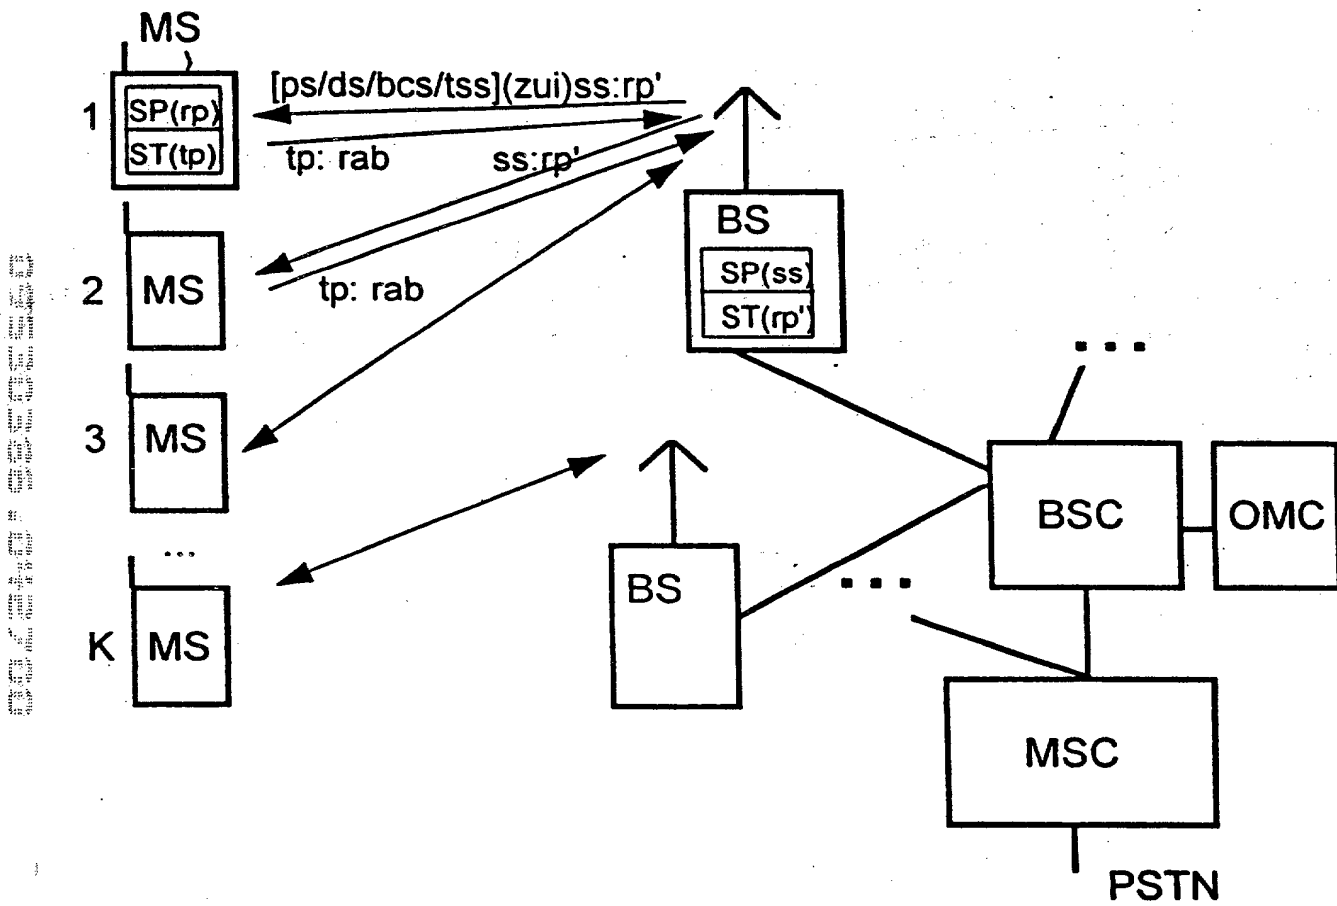 MS
1
SP(rp)
ST(tp)
[ps/ds/bcs/tss](zui)ss:rp'
tp: rab
ss:rp'
BS
SP(ss)
ST(rp')
2
MS
tp: rab
...
3
MS
BSC
OMC
...
BS
...
K
MS
MSC
PSTN